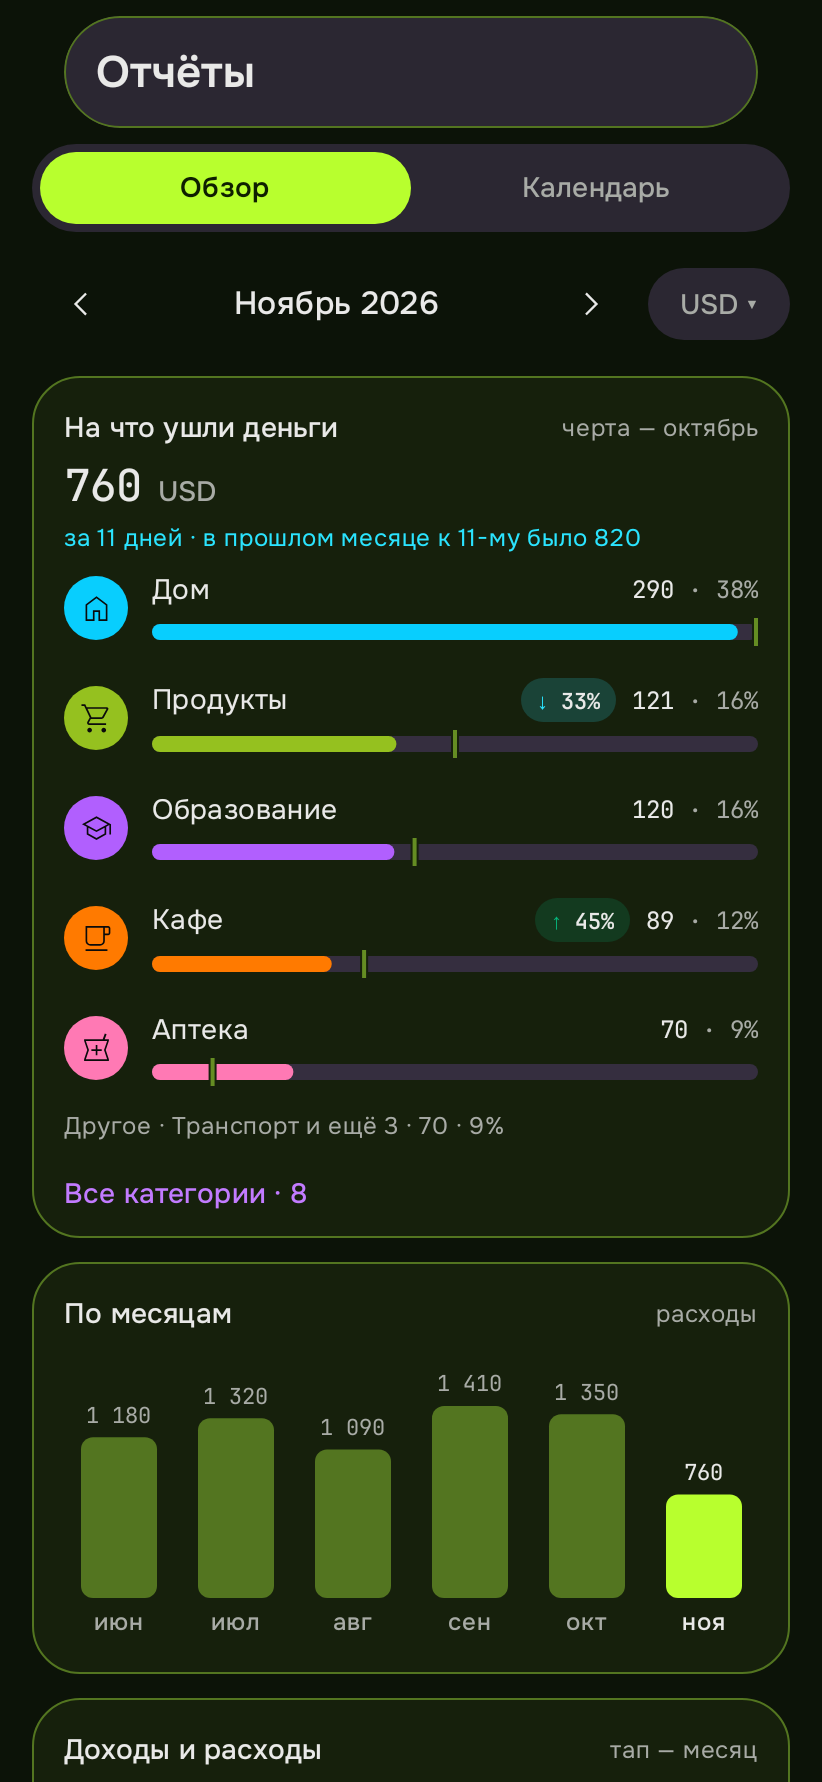 Отчёты
Обзор Календарь
Ноябрь 2026 USD ▾
На что ушли деньги черта — октябрь
760 USD
за 11 дней · в прошлом месяце к 11-му было 820
Дом 290 · 38%
Продукты ↓ 33% 121 · 16%
Образование 120 · 16%
Кафе ↑ 45% 89 · 12%
Аптека 70 · 9%
Другое · Транспорт и ещё 3 · 70 · 9%
Все категории · 8
По месяцам расходы
1 180 1 320 1 090 1 410 1 350 760
июн июл авг сен окт ноя
Доходы и расходы тап — месяц